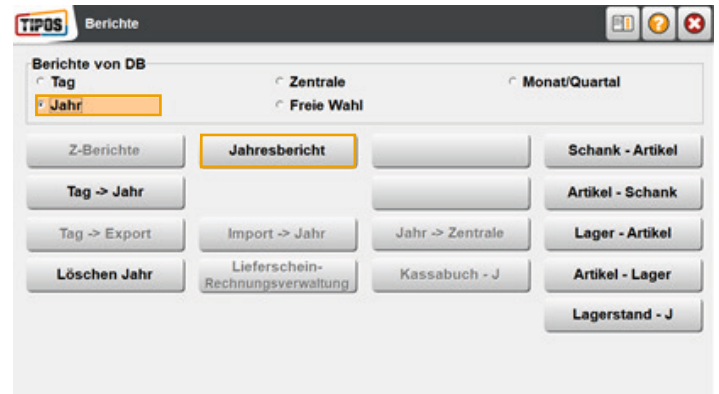 TIPOS Berichte
Berichte von DB
Tag Zentrale Monat/Quartal
Jahr Freie Wahl
Z-Berichte Jahresbericht Schank - Artikel
Tag -> Jahr Artikel - Schank
Tag -> Export Import -> Jahr Jahr -> Zentrale Lager - Artikel
Löschen Jahr Lieferschein- Rechnungsverwaltung Kassabuch - J Artikel - Lager
Lagerstand - J